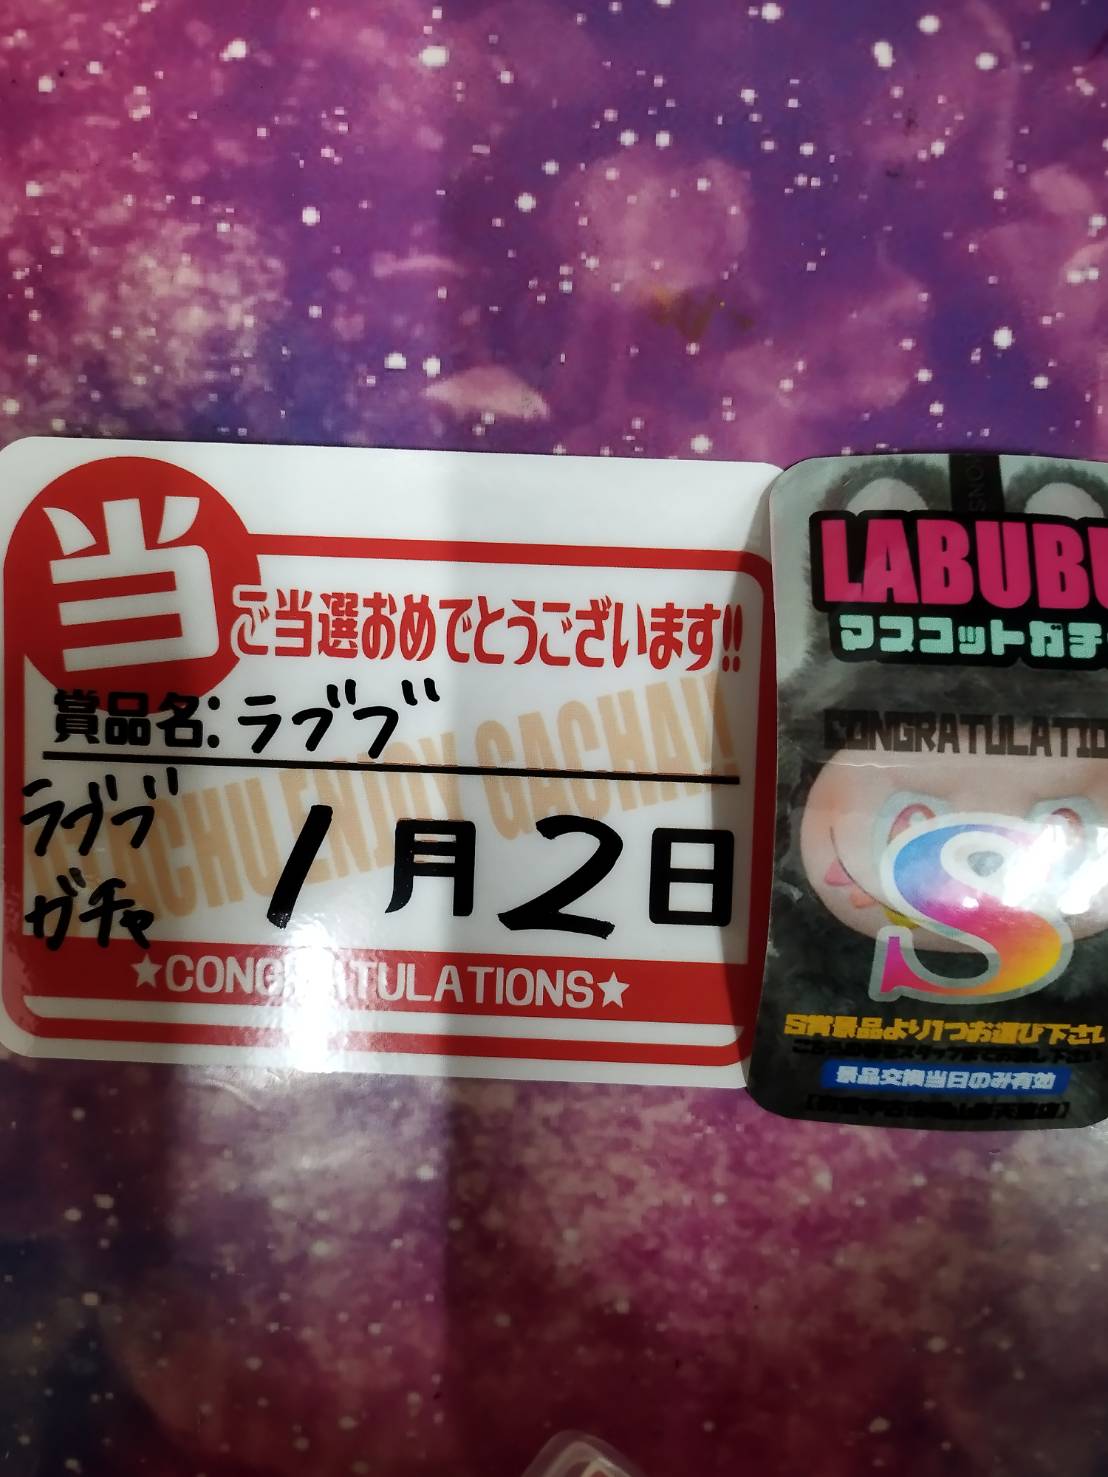 当
ご当選おめでとうございます!!
賞品名:ラブブ
ラブブ
ガチャ
1月2日
ENJOY GACHA!!
★CONGRATULATIONS★
LABUBU
マスコットガチ
CONGRATULATIO
S
S賞景品より1つお選び下さい
景品交換当日のみ有効